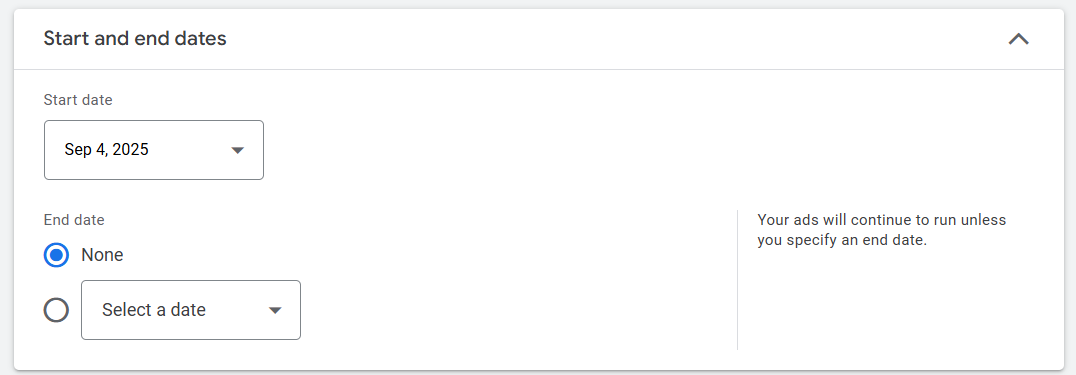 Start and end dates
Start date
Sep 4, 2025
End date
Your ads will continue to run unless
you specify an end date.
None
Select a date